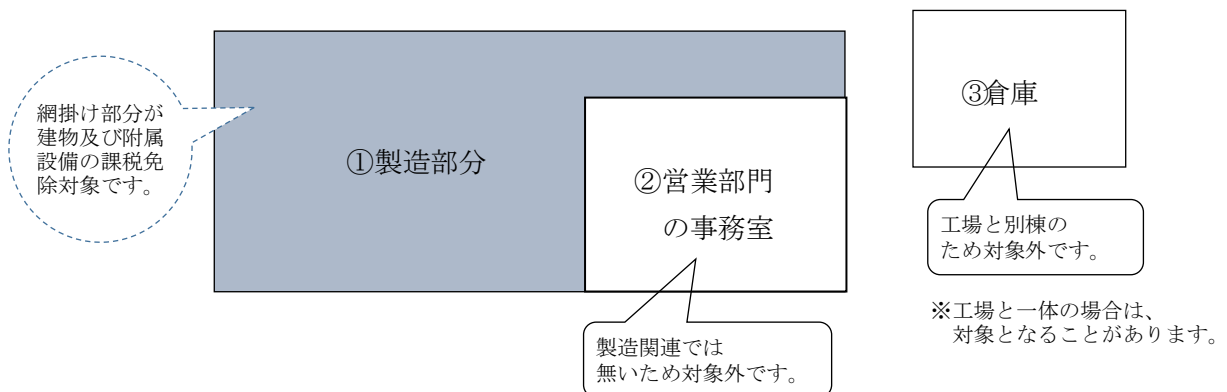 網掛け部分が
建物及び附属
設備の課税免
除対象です。
①製造部分
②営業部門
の事務室
製造関連では
無いため対象外です。
③倉庫
工場と別棟の
ため対象外です。
※工場と一体の場合は、
対象となることがあります。